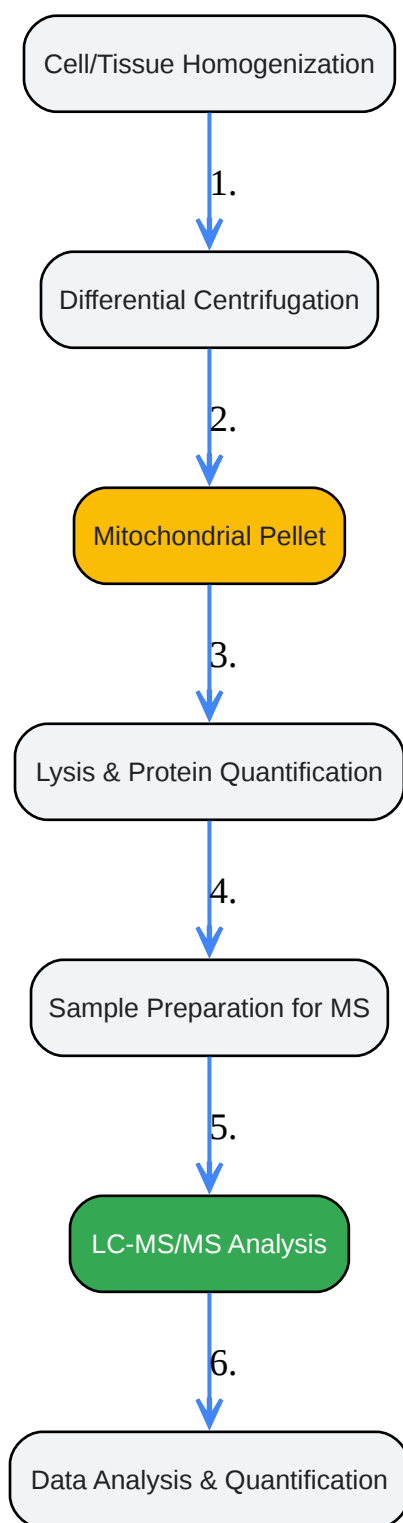 Cell/Tissue Homogenization
1.
Differential Centrifugation
2.
Mitochondrial Pellet
3.
Lysis & Protein Quantification
4.
Sample Preparation for MS
5.
LC-MS/MS Analysis
6.
Data Analysis & Quantification